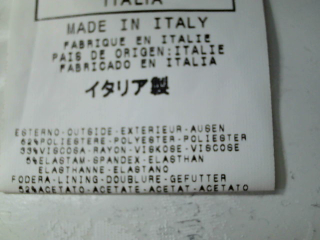 ITALIA
MADE IN ITALY
FABRIQUE EN ITALIE
PAIS DE ORIGEN:ITALIE
FABRICADO EN ITALIA
イタリア製
ESTERNO-OUTSIDE-EXTERIEUR-AUSEN
62%POLIESTERE-POLYESTER-POLIESTER
33%VISCOSA-RAYON-VISKOSE-VISCOSE
5%ELASTAM-SPANDEX-ELASTHAN
ELASTHANNE-ELASTANO
FODERA-LINING-DOUBLURE-GEFUTTER
52%ACETATO-ACETATE-ACETAT-ACETATO